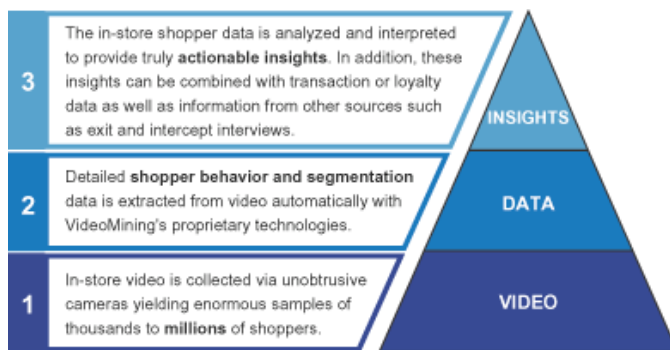 3
The in-store shopper data is analyzed and interpreted
to provide truly actionable insights. In addition, these
insights can be combined with transaction or loyalty
data as well as information from other sources such
as exit and intercept interviews.
INSIGHTS
2
Detailed shopper behavior and segmentation
data is extracted from video automatically with
VideoMining's proprietary technologies.
DATA
1
In-store video is collected via unobtrusive
cameras yielding enormous samples of
thousands to millions of shoppers.
VIDEO